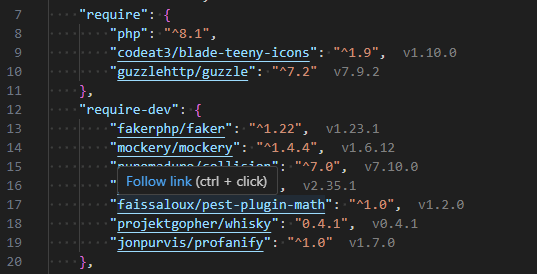 7 "require": {
8 "php": "^8.1",
9 "codeat3/blade-teeny-icons": "^1.9", v1.10.0
10 "guzzlehttp/guzzle": "^7.2" v7.9.2
11 },
12 "require-dev": {
13 "fakerphp/faker": "^1.22", v1.23.1
14 "mockery/mockery": "^1.4.4", v1.6.12
15 "^7.0", v7.10.0
Follow link (ctrl + click)
16 , v2.35.1
17 "faissaloux/pest-plugin-math": "^1.0", v1.2.0
18 "projektgopher/whisky": "0.4.1", v0.4.1
19 "jonpurvis/profanify": "^1.0" v1.7.0
20 },